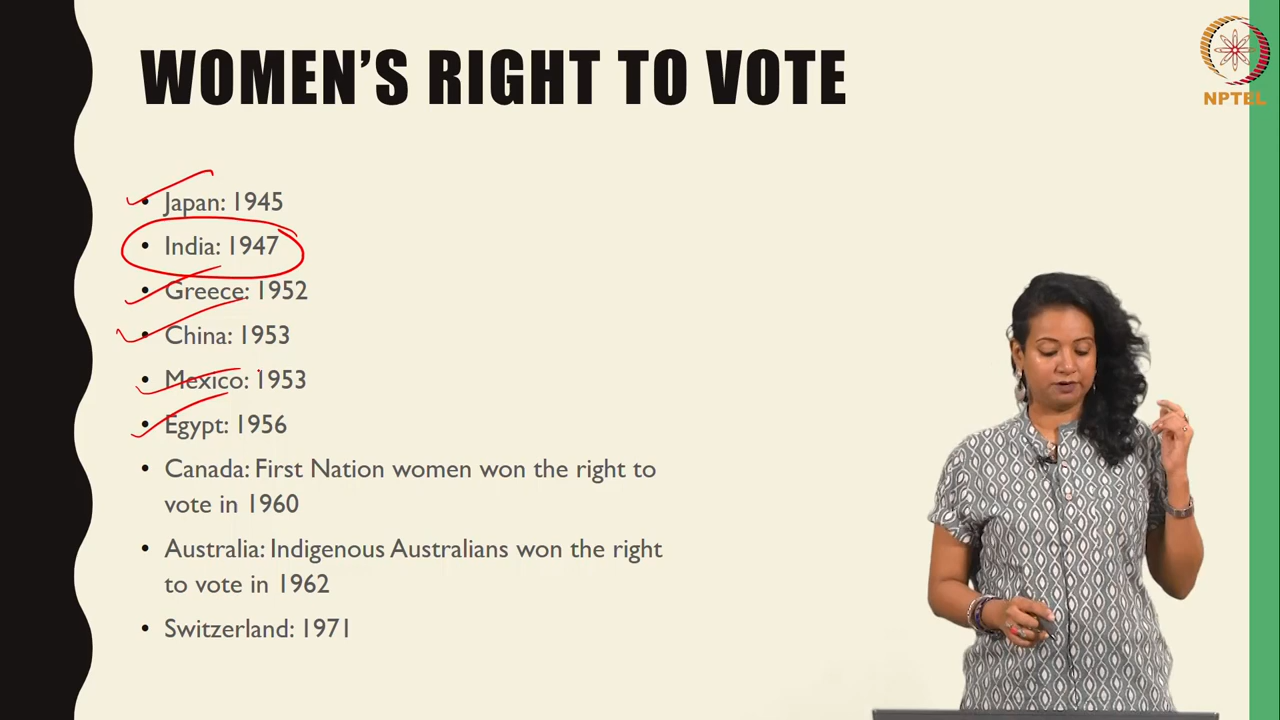 WOMEN'S RIGHT TO VOTE
NPTEL
• Japan: 1945
• India: 1947
• Greece: 1952
• China: 1953
• Mexico: 1953
• Egypt: 1956
• Canada: First Nation women won the right to
vote in 1960
• Australia: Indigenous Australians won the right
to vote in 1962
• Switzerland: 1971